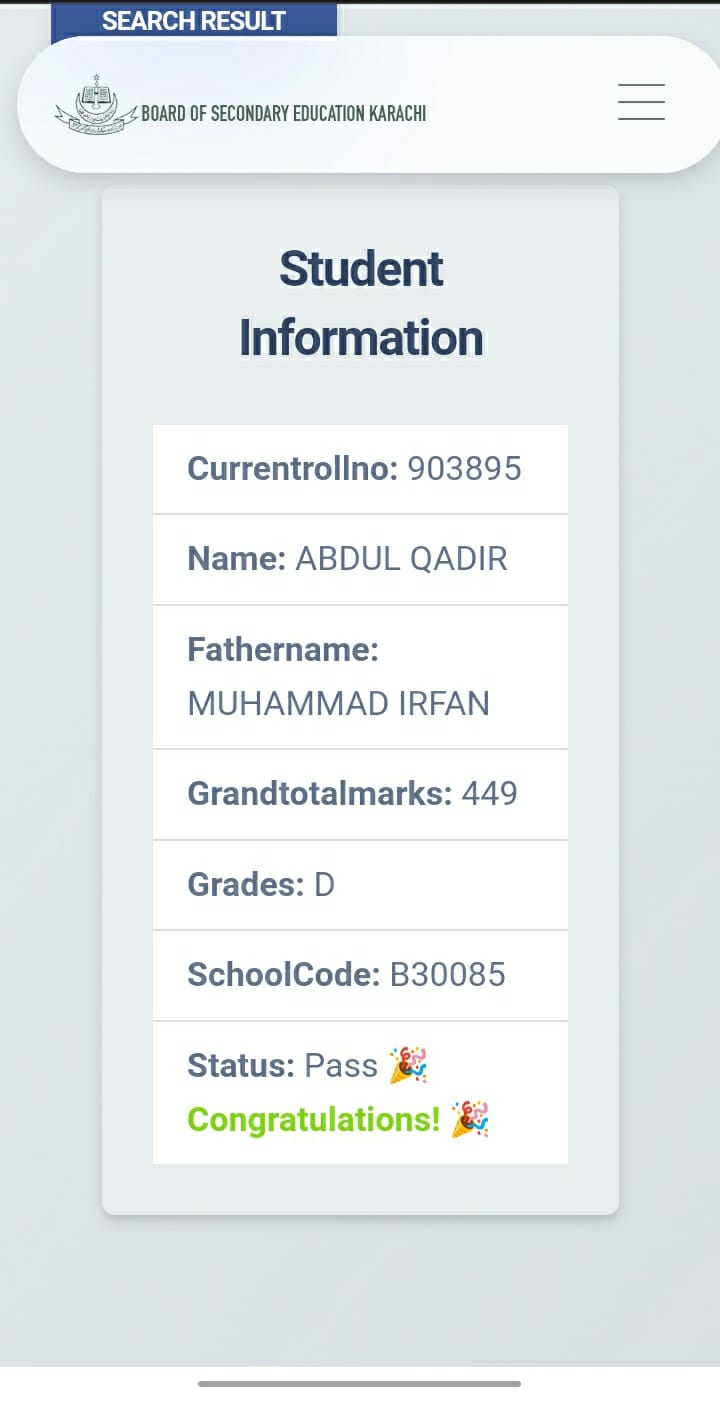 SEARCH RESULT
BOARD OF SECONDARY EDUCATION KARACHI
Student
Information
Currentrollno: 903895
Name: ABDUL QADIR
Fathername:
MUHAMMAD IRFAN
Grandtotalmarks: 449
Grades: D
SchoolCode: B30085
Status: Pass 🎉
Congratulations! 🎉